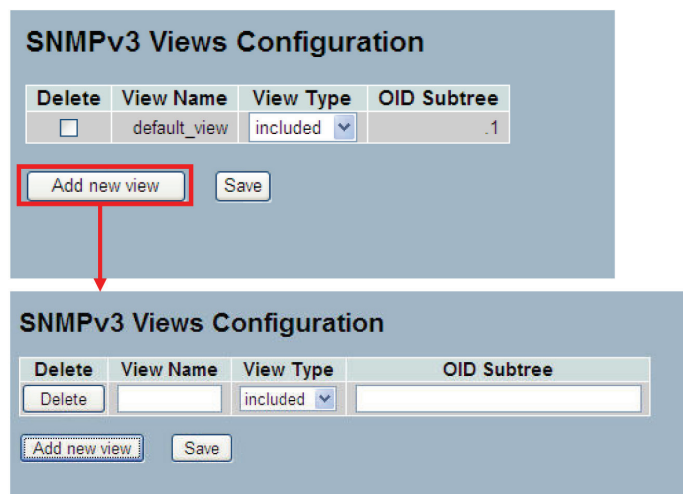 SNMPv3 Views Configuration
Delete View Name View Type OID Subtree
default_view included .1
Add new view Save
SNMPv3 Views Configuration
Delete View Name View Type OID Subtree
Delete included
Add new view Save